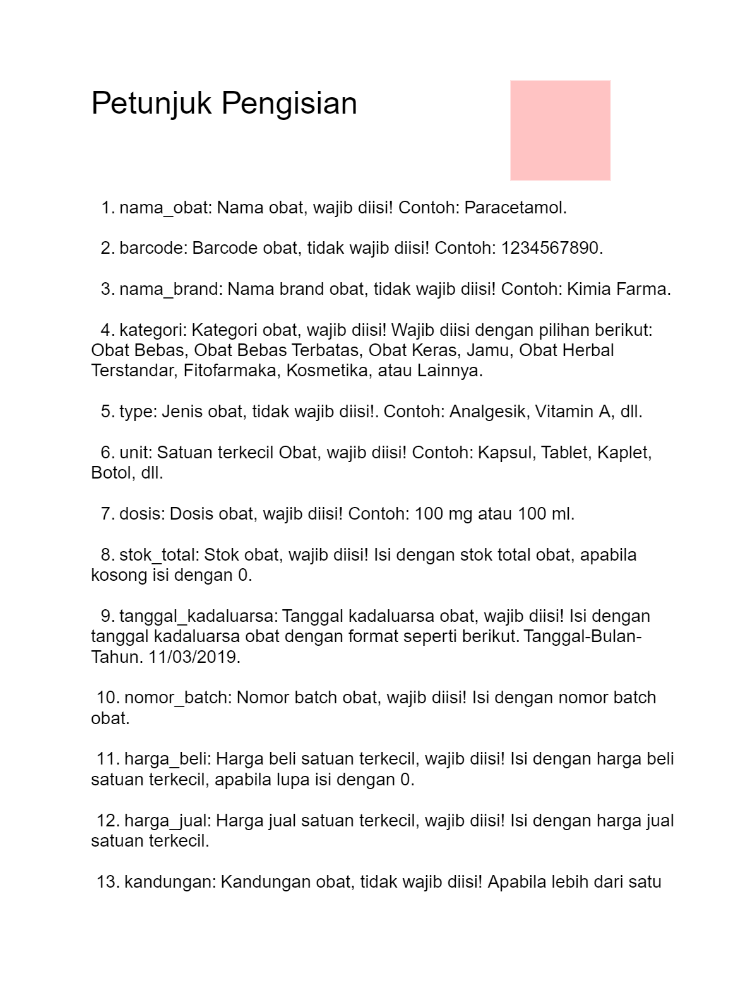 Petunjuk Pengisian
1. nama_obat: Nama obat, wajib diisi! Contoh: Paracetamol.
2. barcode: Barcode obat, tidak wajib diisi! Contoh: 1234567890.
3. nama_brand: Nama brand obat, tidak wajib diisi! Contoh: Kimia Farma.
4. kategori: Kategori obat, wajib diisi! Wajib diisi dengan pilihan berikut:
Obat Bebas, Obat Bebas Terbatas, Obat Keras, Jamu, Obat Herbal
Terstandar, Fitofarmaka, Kosmetika, atau Lainnya.
5. type: Jenis obat, tidak wajib diisi!. Contoh: Analgesik, Vitamin A, dll.
6. unit: Satuan terkecil Obat, wajib diisi! Contoh: Kapsul, Tablet, Kaplet,
Botol, dll.
7. dosis: Dosis obat, wajib diisi! Contoh: 100 mg atau 100 ml.
8. stok_total: Stok obat, wajib diisi! Isi dengan stok total obat, apabila
kosong isi dengan 0.
9. tanggal_kadaluarsa: Tanggal kadaluarsa obat, wajib diisi! Isi dengan
tanggal kadaluarsa obat dengan format seperti berikut. Tanggal-Bulan-
Tahun. 11/03/2019.
10. nomor_batch: Nomor batch obat, wajib diisi! Isi dengan nomor batch
obat.
11. harga_beli: Harga beli satuan terkecil, wajib diisi! Isi dengan harga beli
satuan terkecil, apabila lupa isi dengan 0.
12. harga_jual: Harga jual satuan terkecil, wajib diisi! Isi dengan harga jual
satuan terkecil.
13. kandungan: Kandungan obat, tidak wajib diisi! Apabila lebih dari satu